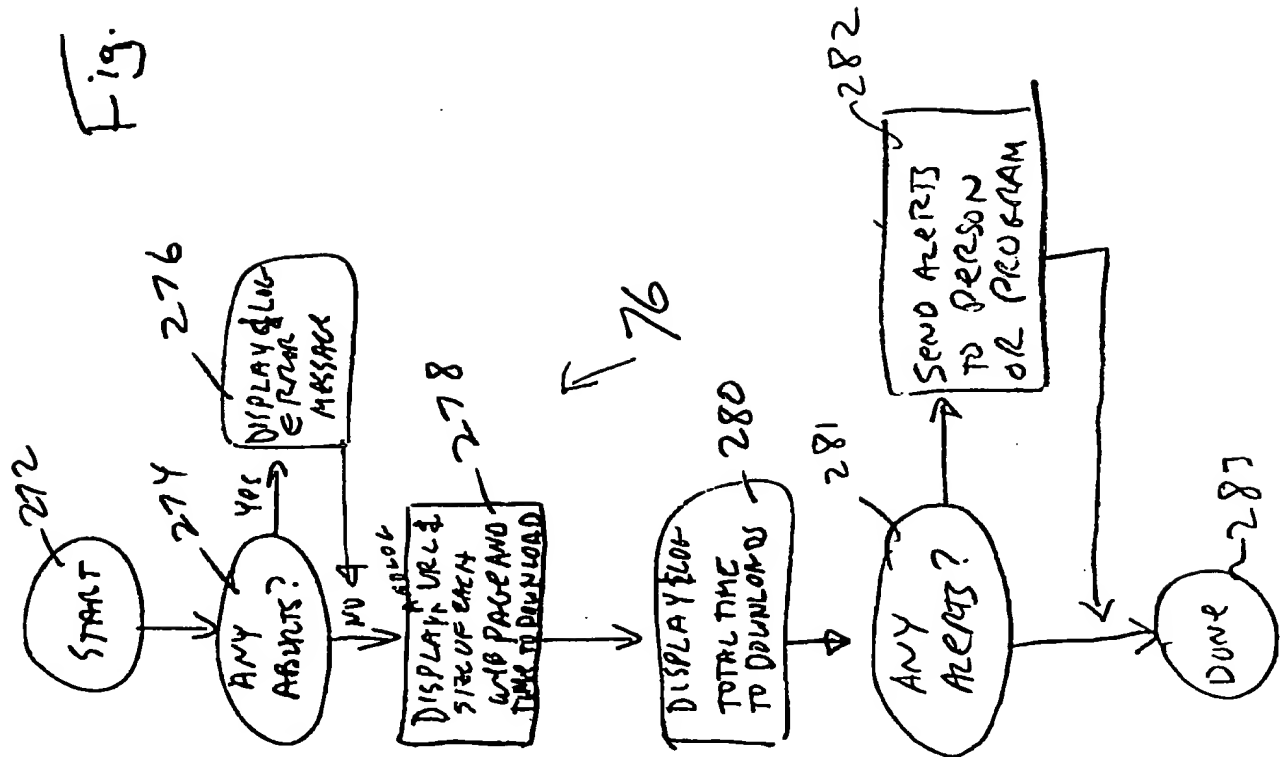 Fig.
272
START
274
ANY
ABORTS?
YES
276
DISPLAY & LOG
ERROR
MESSAGE
NO
& LOG
DISPLAY URL &
SIZE OF EACH
WEB PAGE AND
TIME TO DOWNLOAD
278
76
DISPLAY & LOG
TOTAL TIME
TO DOWNLOADS
280
281
ANY
ALERTS?
282
SEND ALERTS
TO PERSON
OR PROGRAM
DONE
283